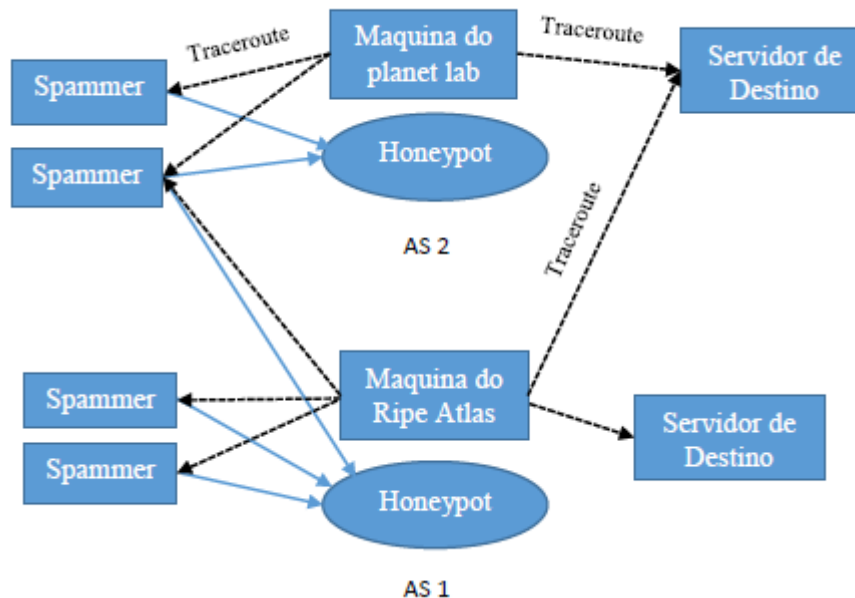 Traceroute
Maquina do
planet lab
Traceroute
Servidor de
Destino
Spammer
Spammer
Honeypot
AS 2
Traceroute
Spammer
Maquina do
Ripe Atlas
Servidor de
Destino
Spammer
Honeypot
AS 1